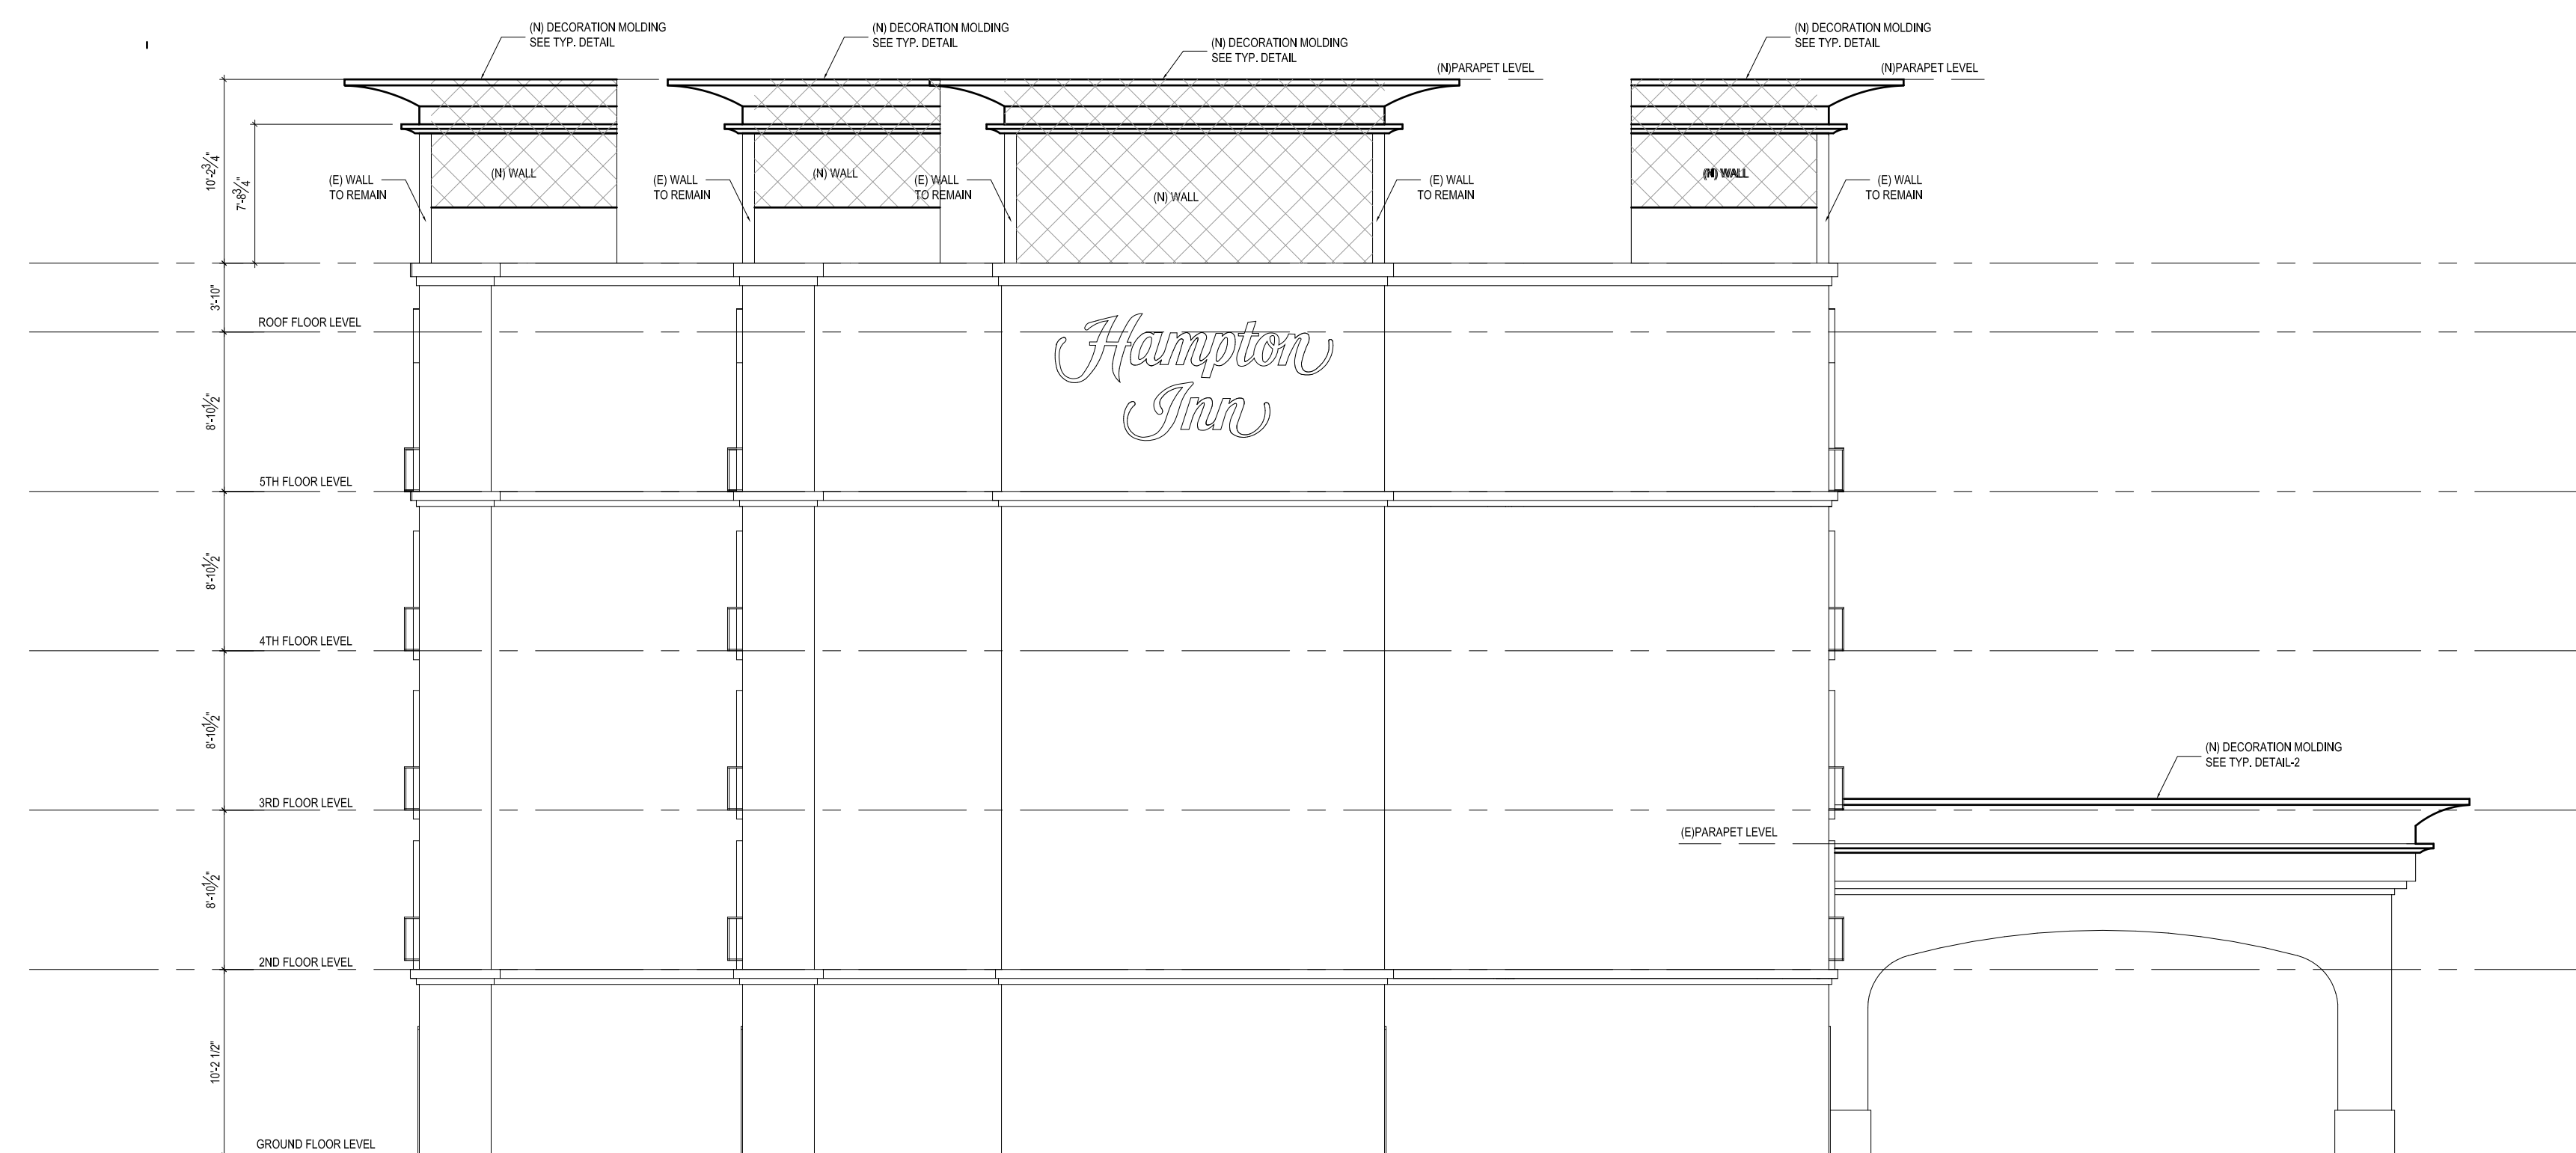 (N) DECORATION MOLDING
SEE TYP. DETAIL
(N) DECORATION MOLDING
SEE TYP. DETAIL
(N) DECORATION MOLDING
SEE TYP. DETAIL
(N) DECORATION MOLDING
SEE TYP. DETAIL
(N)PARAPET LEVEL
(N)PARAPET LEVEL
10'-2 3/4"
7'-8 3/4"
(E) WALL
TO REMAIN
(N) WALL
(E) WALL
TO REMAIN
(N) WALL
(E) WALL
TO REMAIN
(N) WALL
(E) WALL
TO REMAIN
(N) WALL
(E) WALL
TO REMAIN
3'-10"
ROOF FLOOR LEVEL
Hampton
Inn
8'-10 1/2"
5TH FLOOR LEVEL
8'-10 1/2"
4TH FLOOR LEVEL
8'-10 1/2"
3RD FLOOR LEVEL
(N) DECORATION MOLDING
SEE TYP. DETAIL-2
(E)PARAPET LEVEL
8'-10 1/2"
2ND FLOOR LEVEL
10'-2 1/2"
GROUND FLOOR LEVEL